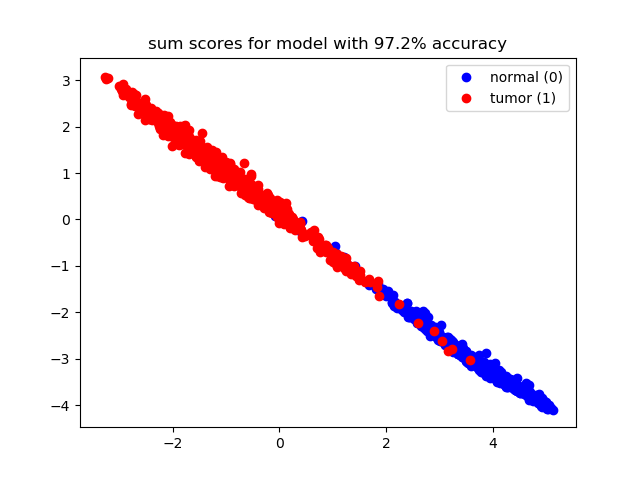 sum scores for model with 97.2% accuracy
normal (0)
tumor (1)
3
2
1
0
−1
−2
−3
−4
−2 0 2 4